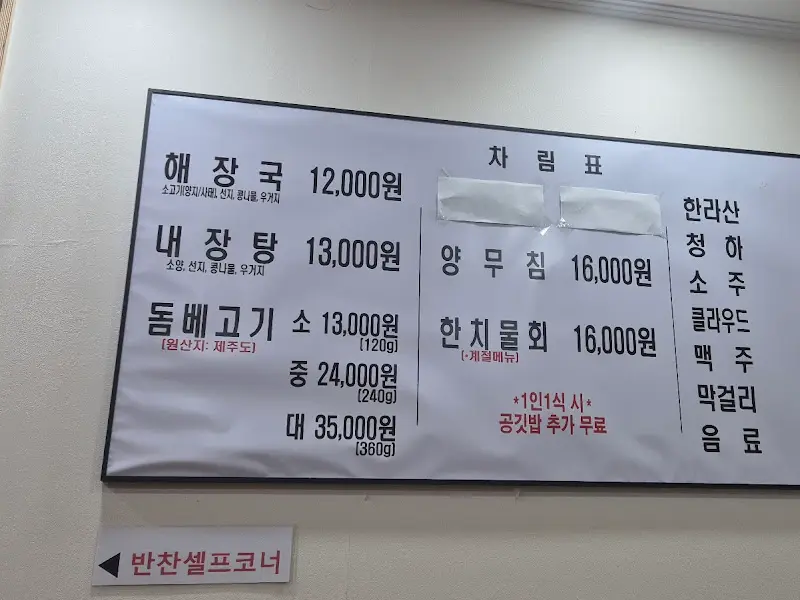 차림표
해장국 12,000원
소고기(양지/사태), 선지, 콩나물, 우거지
내장탕 13,000원
소양, 선지, 콩나물, 우거지
돔베고기 소 13,000원
[원산지: 제주도] (120g)
중 24,000원
(240g)
대 35,000원
(360g)
양무침 16,000원
한치물회 16,000원
(*계절메뉴)
*1인1식 시*
공깃밥 추가 무료
한라산
청하
소주
클라우드
맥주
막걸리
음료
◀ 반찬셀프코너